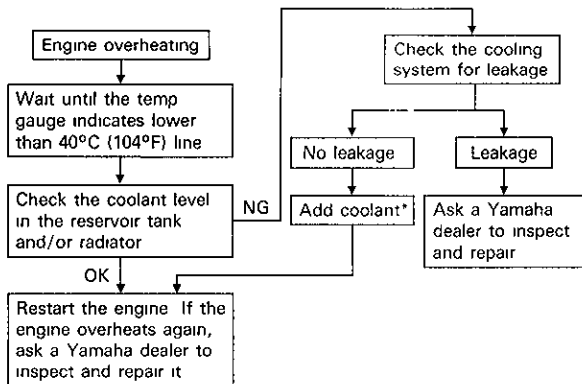 Engine overheating
Wait until the temp
gauge indicates lower
than 40°C (104°F) line
Check the coolant level
in the reservoir tank
and/or radiator
NG
OK
Restart the engine If the
engine overheats again,
ask a Yamaha dealer to
inspect and repair it
Check the cooling
system for leakage
No leakage
Leakage
Add coolant*
Ask a Yamaha
dealer to inspect
and repair